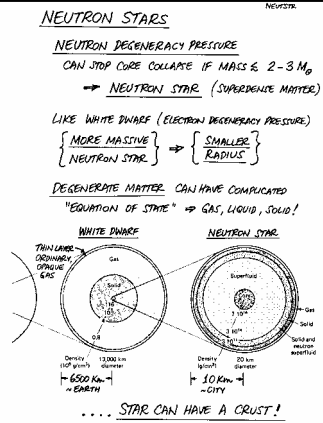 NEUTSTR
NEUTRON STARS
NEUTRON DEGENERACY PRESSURE
CAN STOP CORE COLLAPSE IF MASS ≲ 2-3 M⊙
→ NEUTRON STAR (SUPERDENSE MATTER)
LIKE WHITE DWARF (ELECTRON DEGENERACY PRESSURE)
{MORE MASSIVE} ⇒ {SMALLER}
{NEUTRON STAR} {RADIUS}
DEGENERATE MATTER CAN HAVE COMPLICATED
"EQUATION OF STATE" ⇒ GAS, LIQUID, SOLID!
WHITE DWARF NEUTRON STAR
THIN LAYER
ORDINARY,
OPAQUE
GAS
Gas
Solid
16
10
4
0.8
Density
(10⁶ g/cm³)
13,000 km
diameter
Superfluid
Core
Gas
Solid
Solid and
neutron
superfluid
Density
(g/cm³)
20 km
diameter
6500 Km
~ EARTH
10 Km
~CITY
.... STAR CAN HAVE A CRUST!